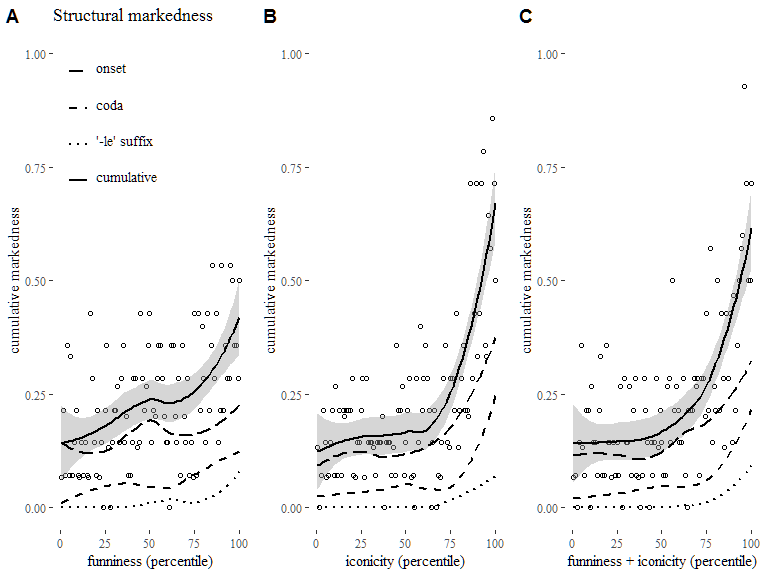 A Structural markedness B C
1.00 1.00 1.00
onset
coda
'-le' suffix
0.75 0.75 0.75
cumulative
cumulative markedness cumulative markedness cumulative markedness
0.50 0.50 0.50
0.25 0.25 0.25
0.00 0.00 0.00
0 25 50 75 100 0 25 50 75 100 0 25 50 75 100
funniness (percentile) iconicity (percentile) funniness + iconicity (percentile)